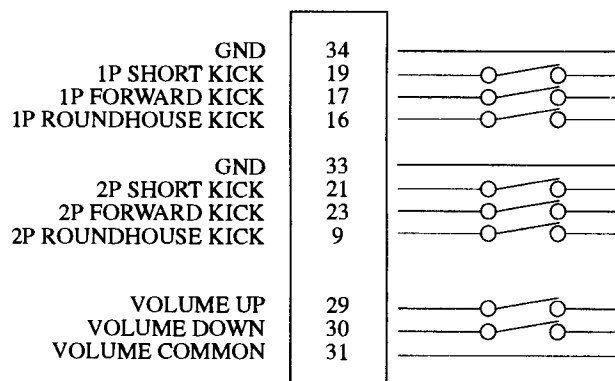 GND 34
1P SHORT KICK 19
1P FORWARD KICK 17
1P ROUNDHOUSE KICK 16
GND 33
2P SHORT KICK 21
2P FORWARD KICK 23
2P ROUNDHOUSE KICK 9
VOLUME UP 29
VOLUME DOWN 30
VOLUME COMMON 31